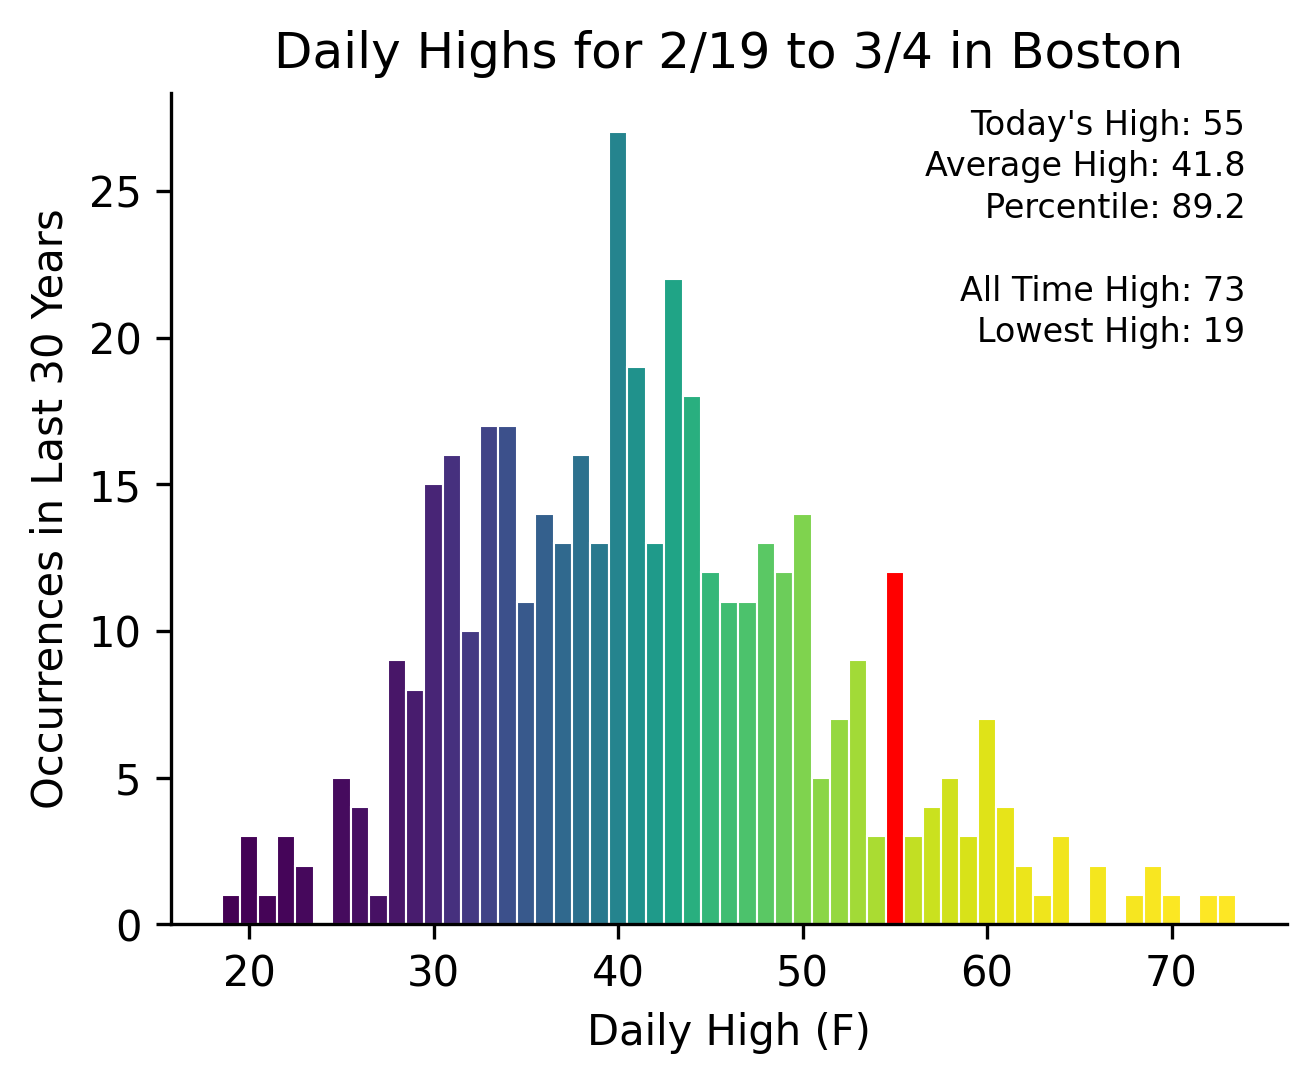 Daily Highs for 2/19 to 3/4 in Boston
Today's High: 55
Average High: 41.8
Percentile: 89.2
All Time High: 73
Lowest High: 19
Occurrences in Last 30 Years
25
20
15
10
5
0
20 30 40 50 60 70
Daily High (F)